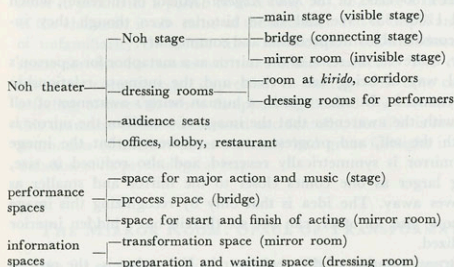 main stage (visible stage)
Noh stage
bridge (connecting stage)
mirror room (invisible stage)
room at kirido, corridors
Noh theater
dressing rooms
dressing rooms for performers
audience seats
offices, lobby, restaurant
space for major action and music (stage)
performance
spaces
process space (bridge)
space for start and finish of acting (mirror room)
transformation space (mirror room)
information
spaces
preparation and waiting space (dressing room)